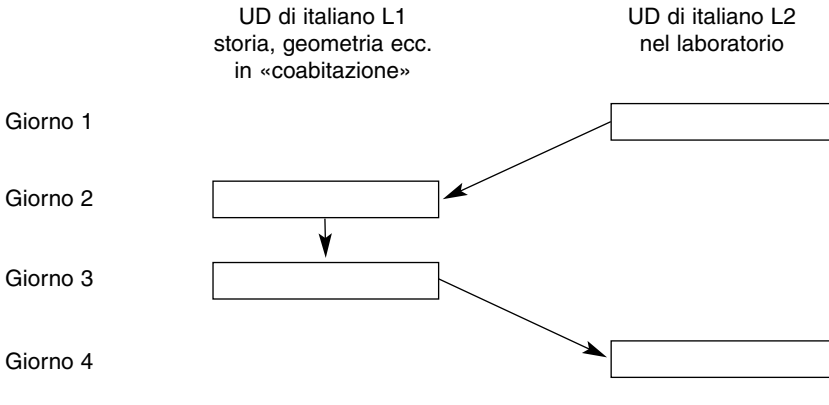 UD di italiano L1
storia, geometria ecc.
in «coabitazione»
UD di italiano L2
nel laboratorio
Giorno 1
Giorno 2
Giorno 3
Giorno 4